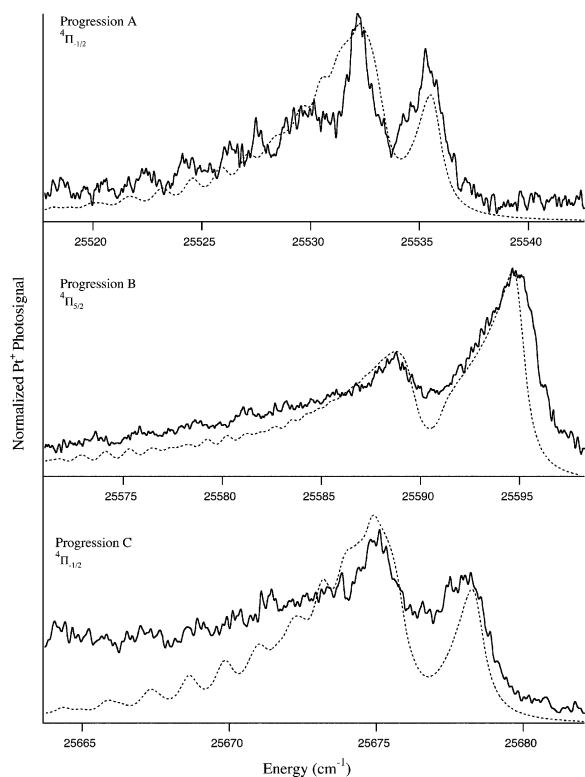 Progression A
⁴Π₋₁/₂
25520 25525 25530 25535 25540
Progression B
⁴Π₅/₂
25575 25580 25585 25590 25595
Progression C
⁴Π₋₁/₂
25665 25670 25675 25680
Energy (cm⁻¹)
Normalized Pt⁺ Photosignal